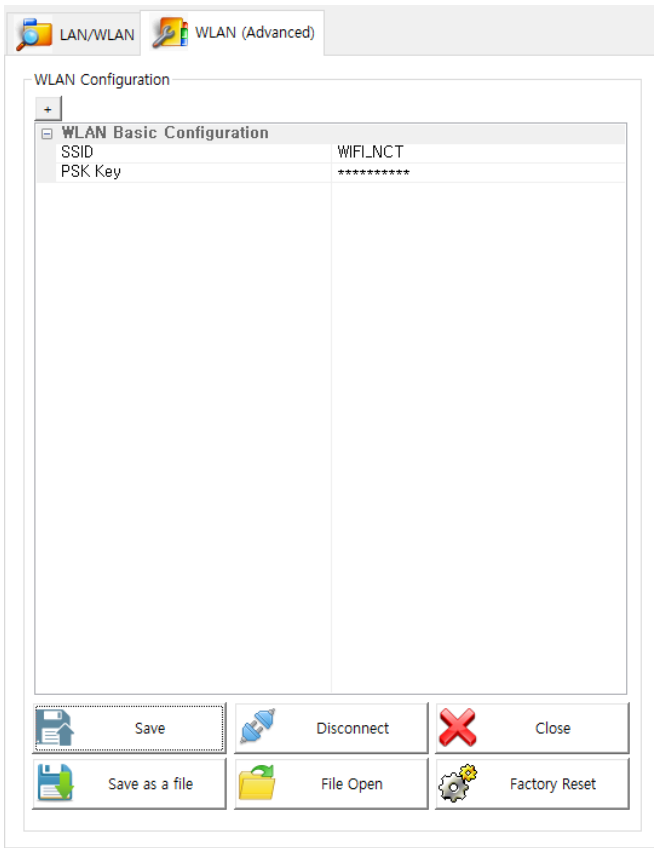 LAN/WLAN
WLAN (Advanced)
WLAN Configuration
+
WLAN Basic Configuration
SSID WIFI_NCT
PSK Key **********
Save
Disconnect
Close
Save as a file
File Open
Factory Reset